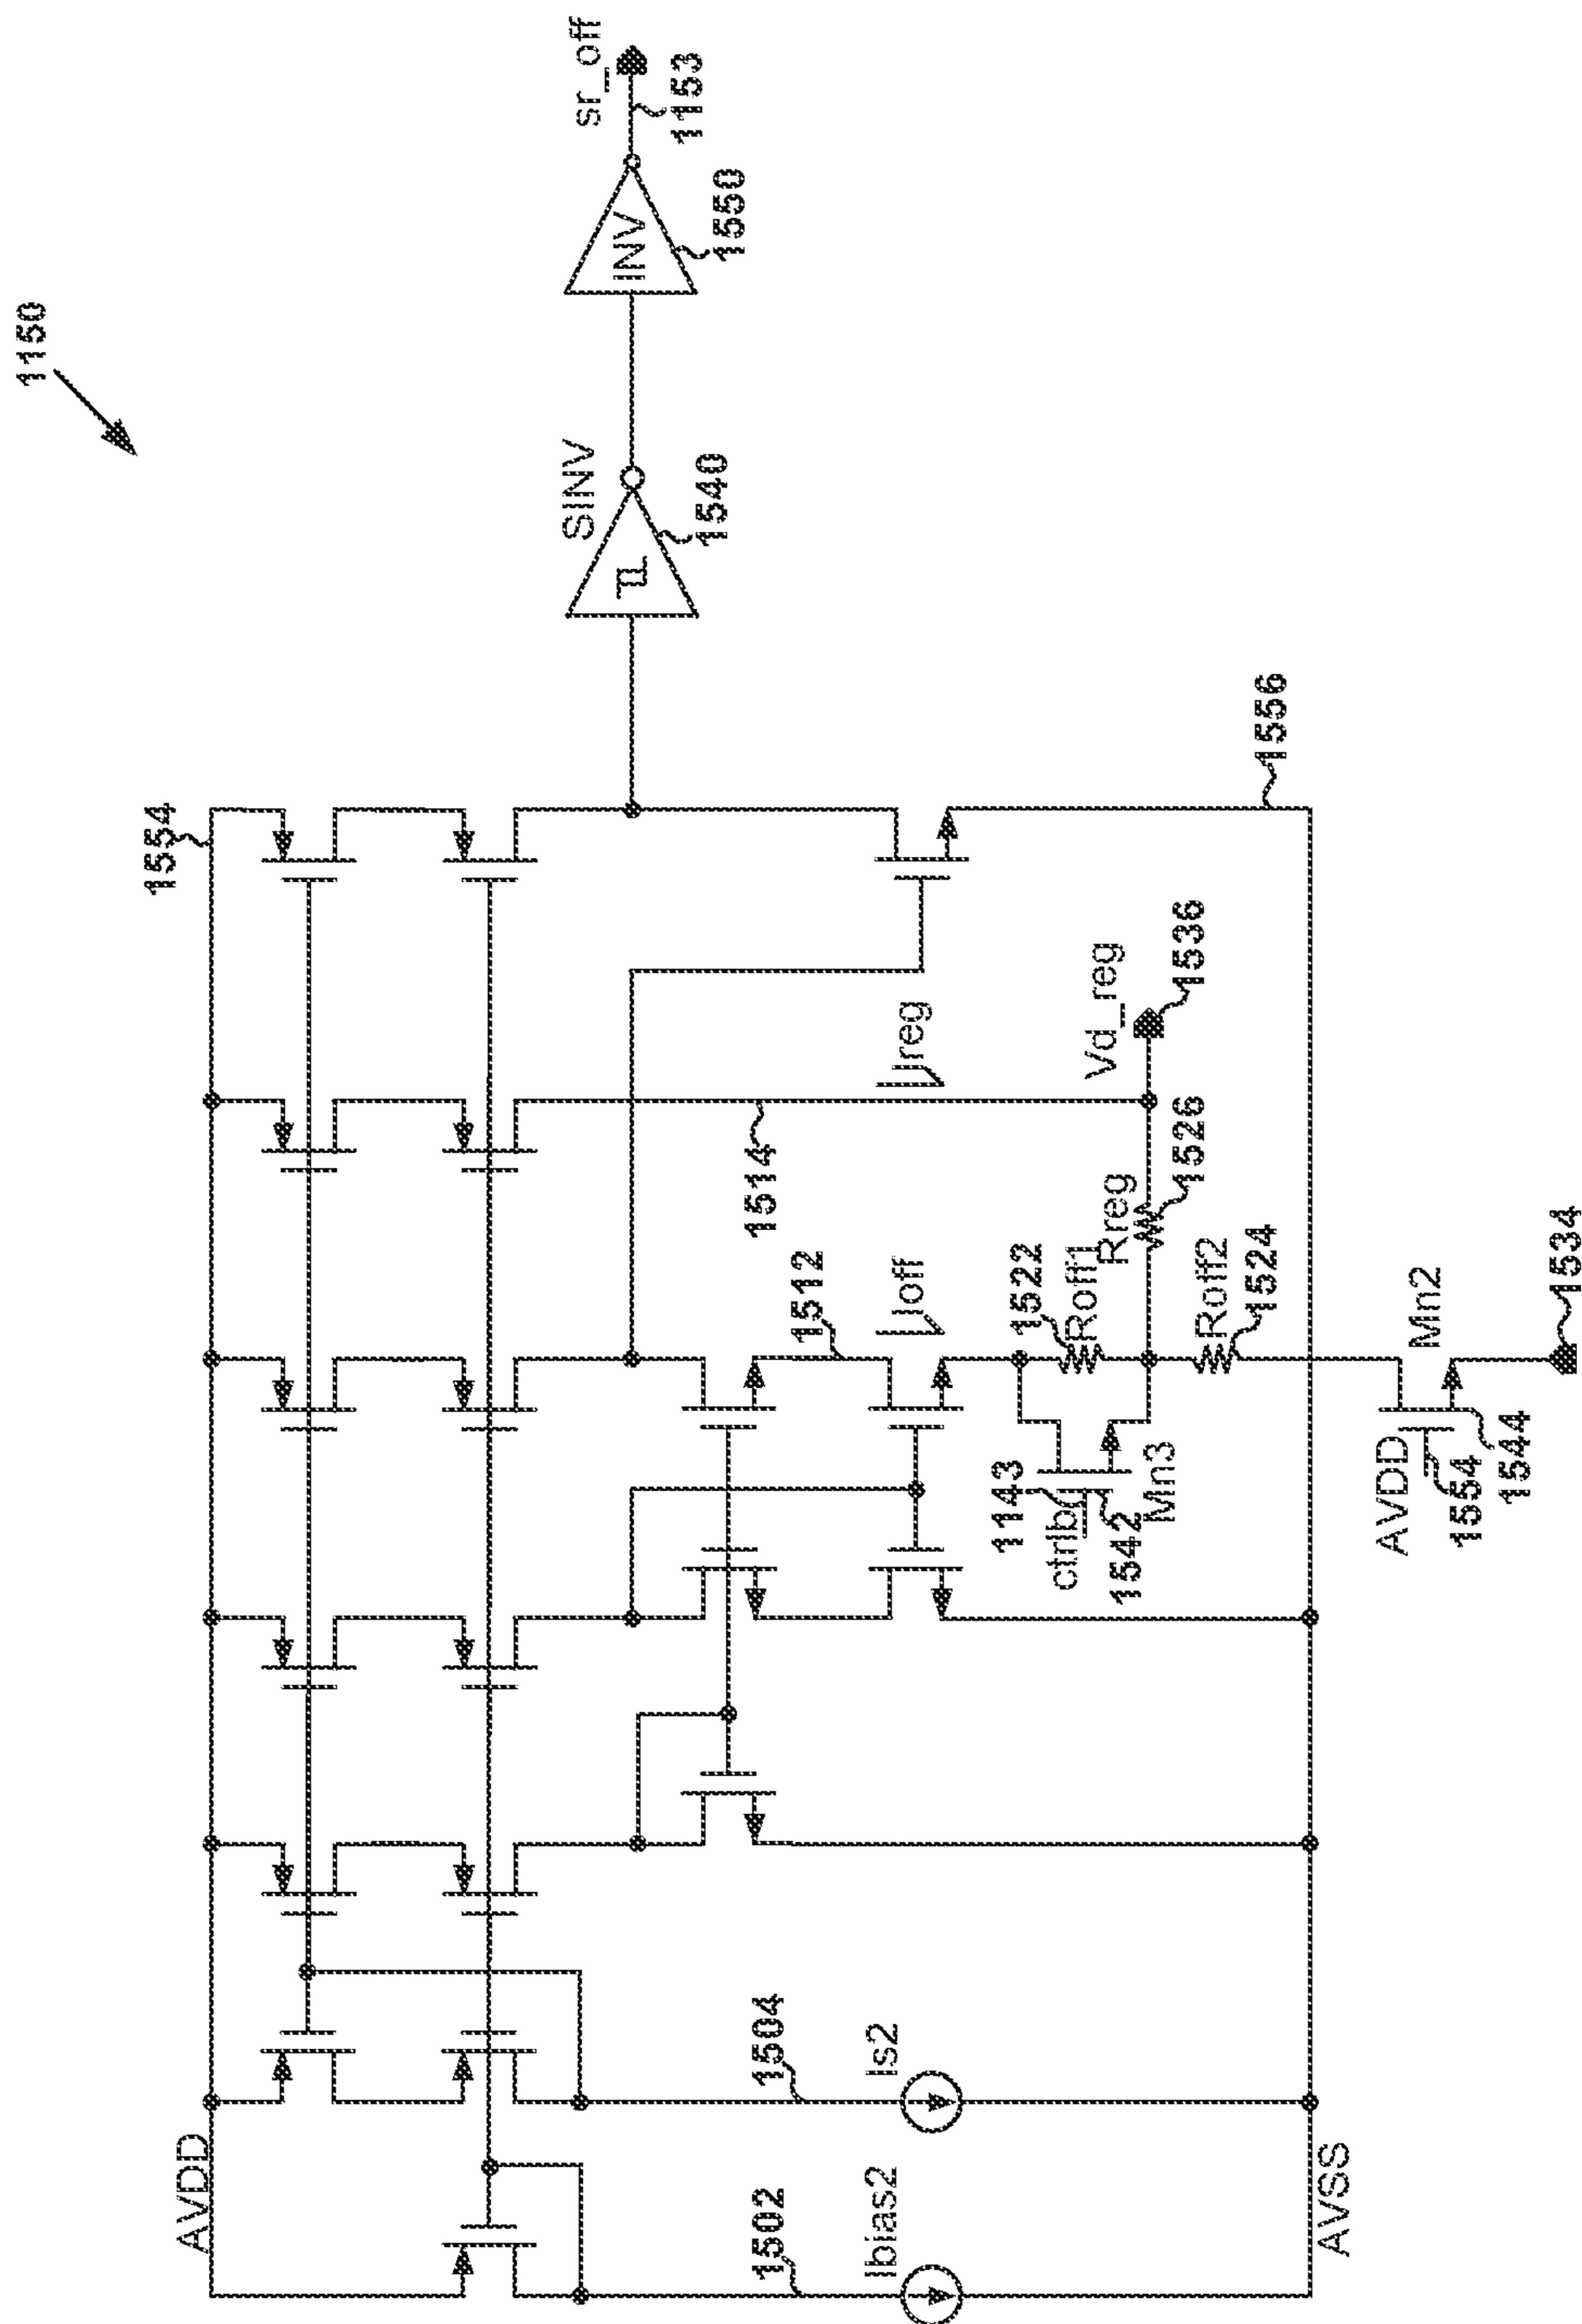 1150
sr_off
1153
INV
1550
SINV
1540
1554
1556
AVDD
Ireg
Vd_reg
1536
1514
Rreg
1526
1512
Ioff
1522
Roff1
Roff2
1524
1143
ctrlb
1542
Mn3
Mn2
1534
AVDD
1554
1544
1504
Is2
1502
Ibias2
AVSS